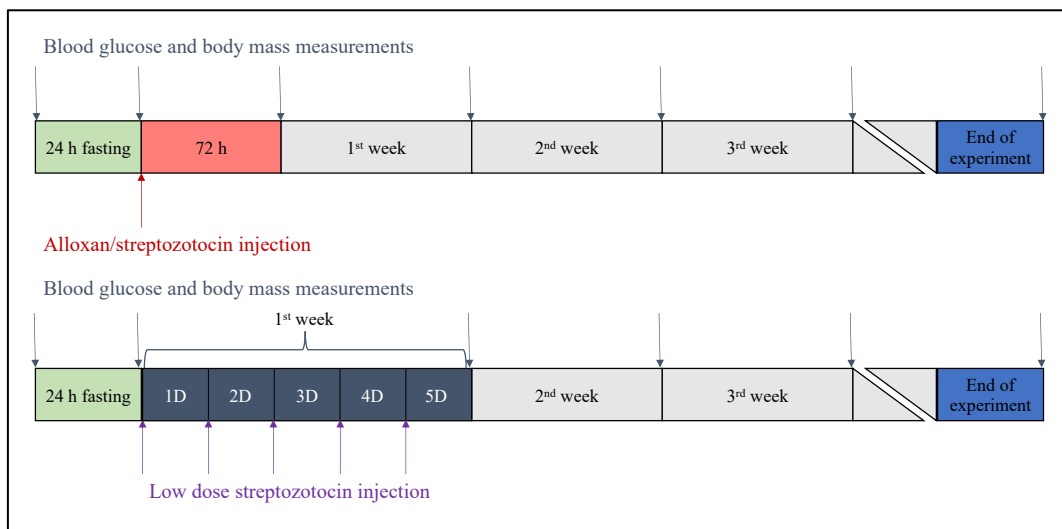 Blood glucose and body mass measurements
24 h fasting
72 h
1st week
2nd week
3rd week
End of
experiment
Alloxan/streptozotocin injection
Blood glucose and body mass measurements
1st week
24 h fasting
1D
2D
3D
4D
5D
2nd week
3rd week
End of
experiment
Low dose streptozotocin injection